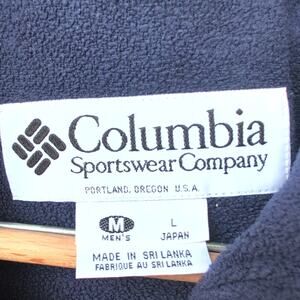 Columbia
Sportswear Company
PORTLAND, OREGON U.S.A.
M L
MEN'S JAPAN
MADE IN SRI LANKA
FABRIQUE AU SRI LANKA